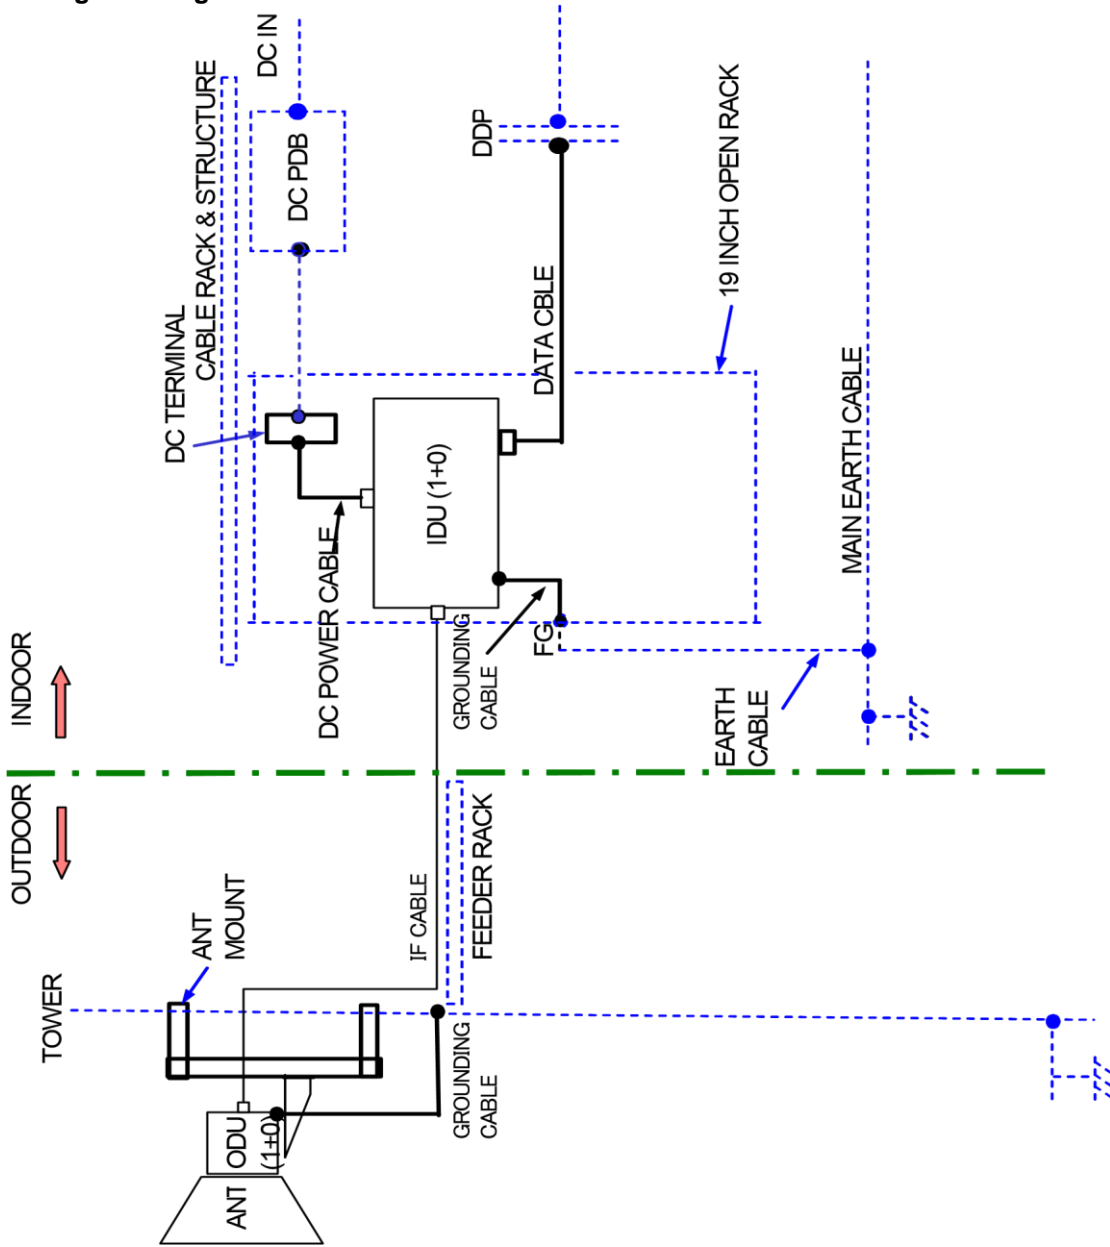 OUTDOOR
INDOOR
TOWER
DC TERMINAL
ANT
MOUNT
CABLE RACK & STRUCTURE
ANT
ODU
(1+0)
DC IN
DC PDB
DC POWER CABLE
IF CABLE
IDU (1+0)
GROUNDING
CABLE
GROUNDING
CABLE
FEEDER RACK
DDP
FG
DATA CBLE
EARTH
CABLE
19 INCH OPEN RACK
MAIN EARTH CABLE